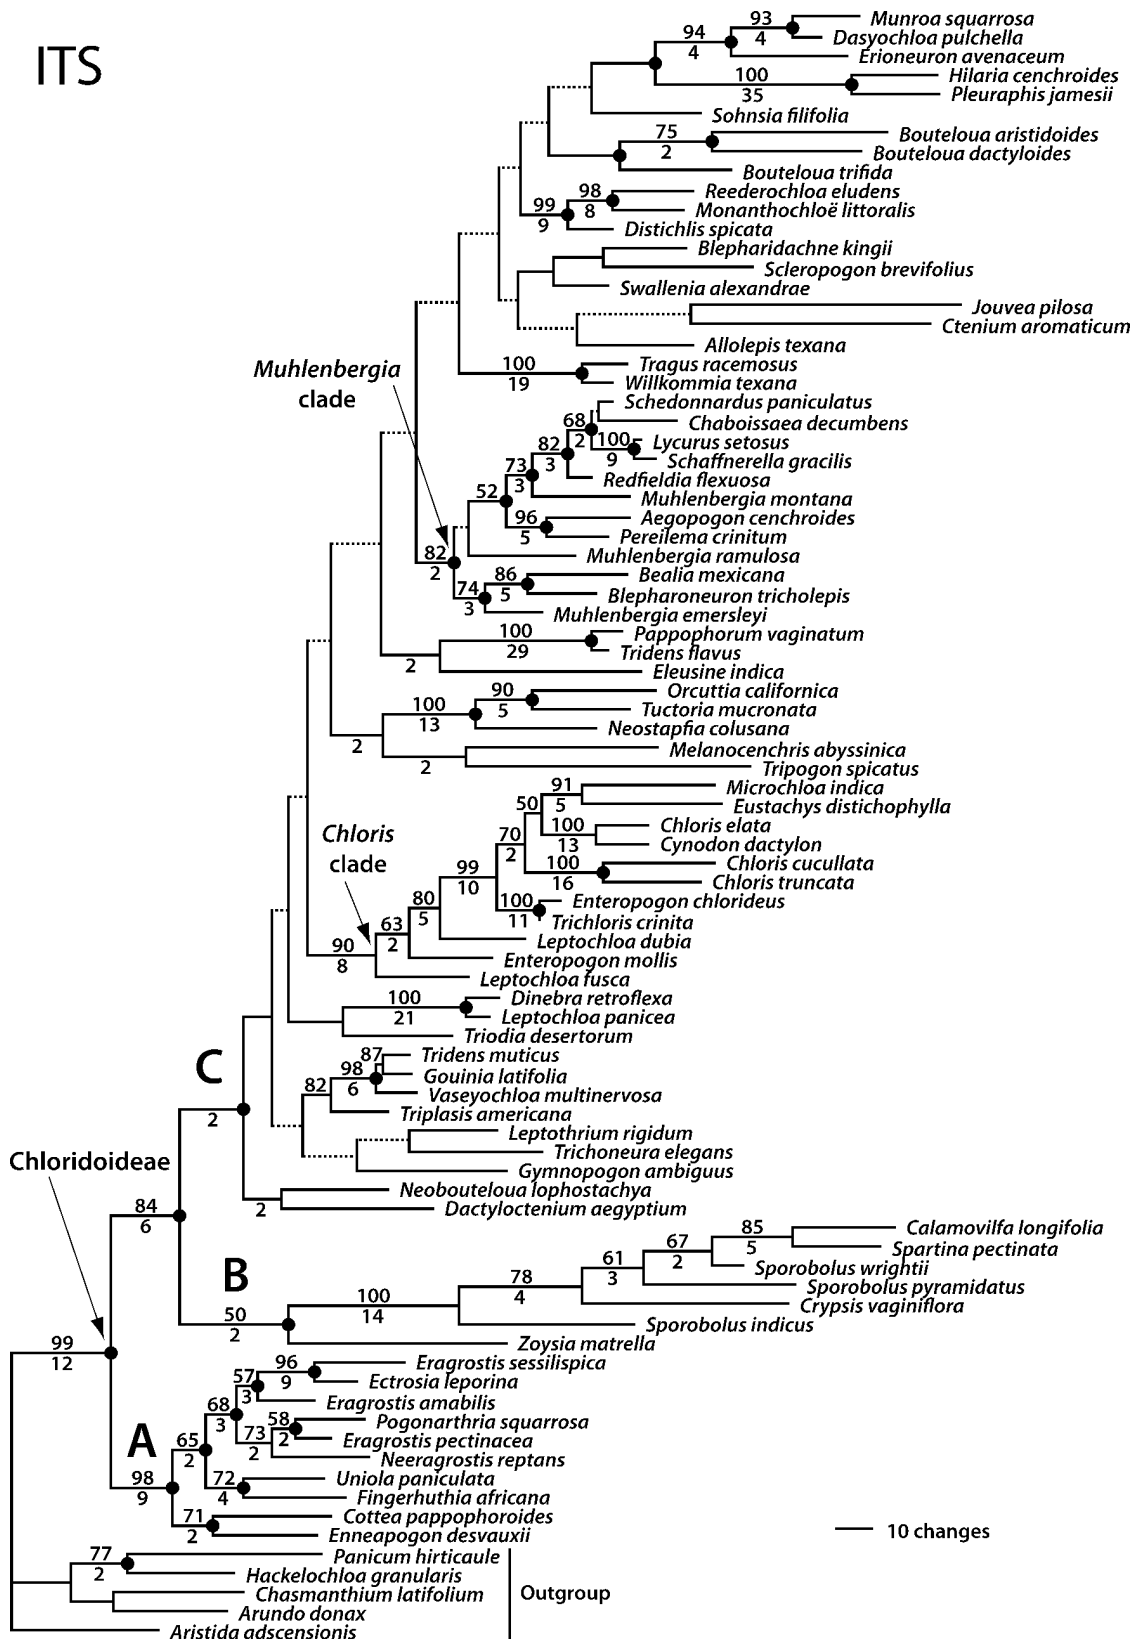 ITS
93
Munroa squarrosa
94
4
Dasyochloa pulchella
4
Erioneuron avenaceum
100
Hilaria cenchroides
35
Pleuraphis jamesii
Sohnsia filifolia
75
Bouteloua aristidoides
2
Bouteloua dactyloides
Bouteloua trifida
98
Reederochloa eludens
99
8
Monanthochloë littoralis
9
Distichlis spicata
Blepharidachne kingii
Scleropogon brevifolius
Swallenia alexandrae
Jouvea pilosa
Ctenium aromaticum
Allolepis texana
Muhlenbergia
clade
100
Tragus racemosus
19
Willkommia texana
Schedonnardus paniculatus
68
Chaboissaea decumbens
2
100
Lycurus setosus
82
9
Schaffnerella gracilis
3
73
Redfieldia flexuosa
3
52
Muhlenbergia montana
96
Aegopogon cenchroides
5
Pereilema crinitum
82
Muhlenbergia ramulosa
2
86
Bealia mexicana
74
5
Blepharoneuron tricholepis
3
Muhlenbergia emersleyi
100
Pappophorum vaginatum
29
Tridens flavus
2
Eleusine indica
90
Orcuttia californica
100
5
Tuctoria mucronata
13
Neostapfia colusana
2
Melanocenchris abyssinica
2
Tripogon spicatus
91
Microchloa indica
50
5
Eustachys distichophylla
Chloris
clade
100
Chloris elata
70
13
Cynodon dactylon
2
100
Chloris cucullata
99
16
Chloris truncata
10
100
Enteropogon chlorideus
80
11
Trichloris crinita
5
63
Leptochloa dubia
2
90
Enteropogon mollis
8
Leptochloa fusca
100
Dinebra retroflexa
21
Leptochloa panicea
Triodia desertorum
C
87
Tridens muticus
98
Gouinia latifolia
82
6
Vaseyochloa multinervosa
2
Triplasis americana
Leptothrium rigidum
Trichoneura elegans
Gymnopogon ambiguus
Chloridoideae
2
Neobouteloua lophostachya
Dactyloctenium aegyptium
84
6
85
Calamovilfa longifolia
67
5
Spartina pectinata
B
61
2
Sporobolus wrightii
78
3
Sporobolus pyramidatus
100
4
Crypsis vaginiflora
50
14
Sporobolus indicus
2
Zoysia matrella
99
12
96
Eragrostis sessilispica
57
9
Ectrosia leporina
3
Eragrostis amabilis
68
58
Pogonarthria squarrosa
3
73
2
Eragrostis pectinacea
A
65
2
Neeragrostis reptans
2
72
Uniola paniculata
98
4
Fingerhuthia africana
9
71
Cottea pappophoroides
2
Enneapogon desvauxii
10 changes
77
Panicum hirticaule
2
Hackelochloa granularis
Chasmanthium latifolium
Outgroup
Arundo donax
Aristida adscensionis